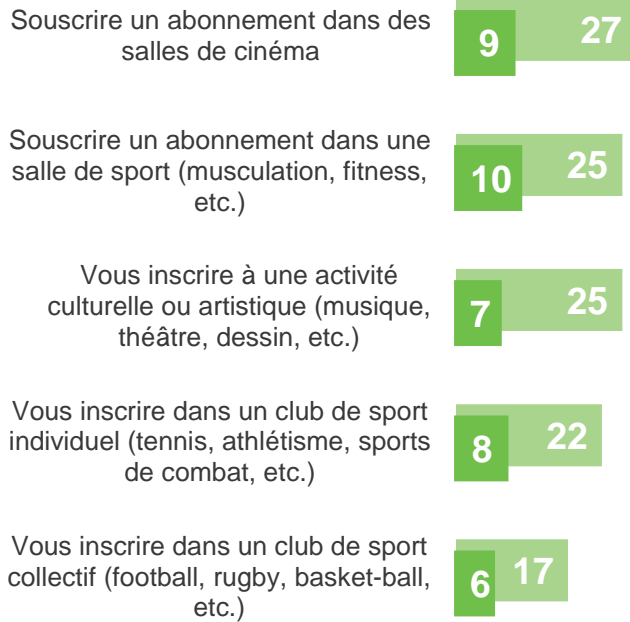 Souscrire un abonnement dans des
salles de cinéma
9 27
Souscrire un abonnement dans une
salle de sport (musculation, fitness,
etc.)
10 25
Vous inscrire à une activité
culturelle ou artistique (musique,
théâtre, dessin, etc.)
7 25
Vous inscrire dans un club de sport
individuel (tennis, athlétisme, sports
de combat, etc.)
8 22
Vous inscrire dans un club de sport
collectif (football, rugby, basket-ball,
etc.)
6 17